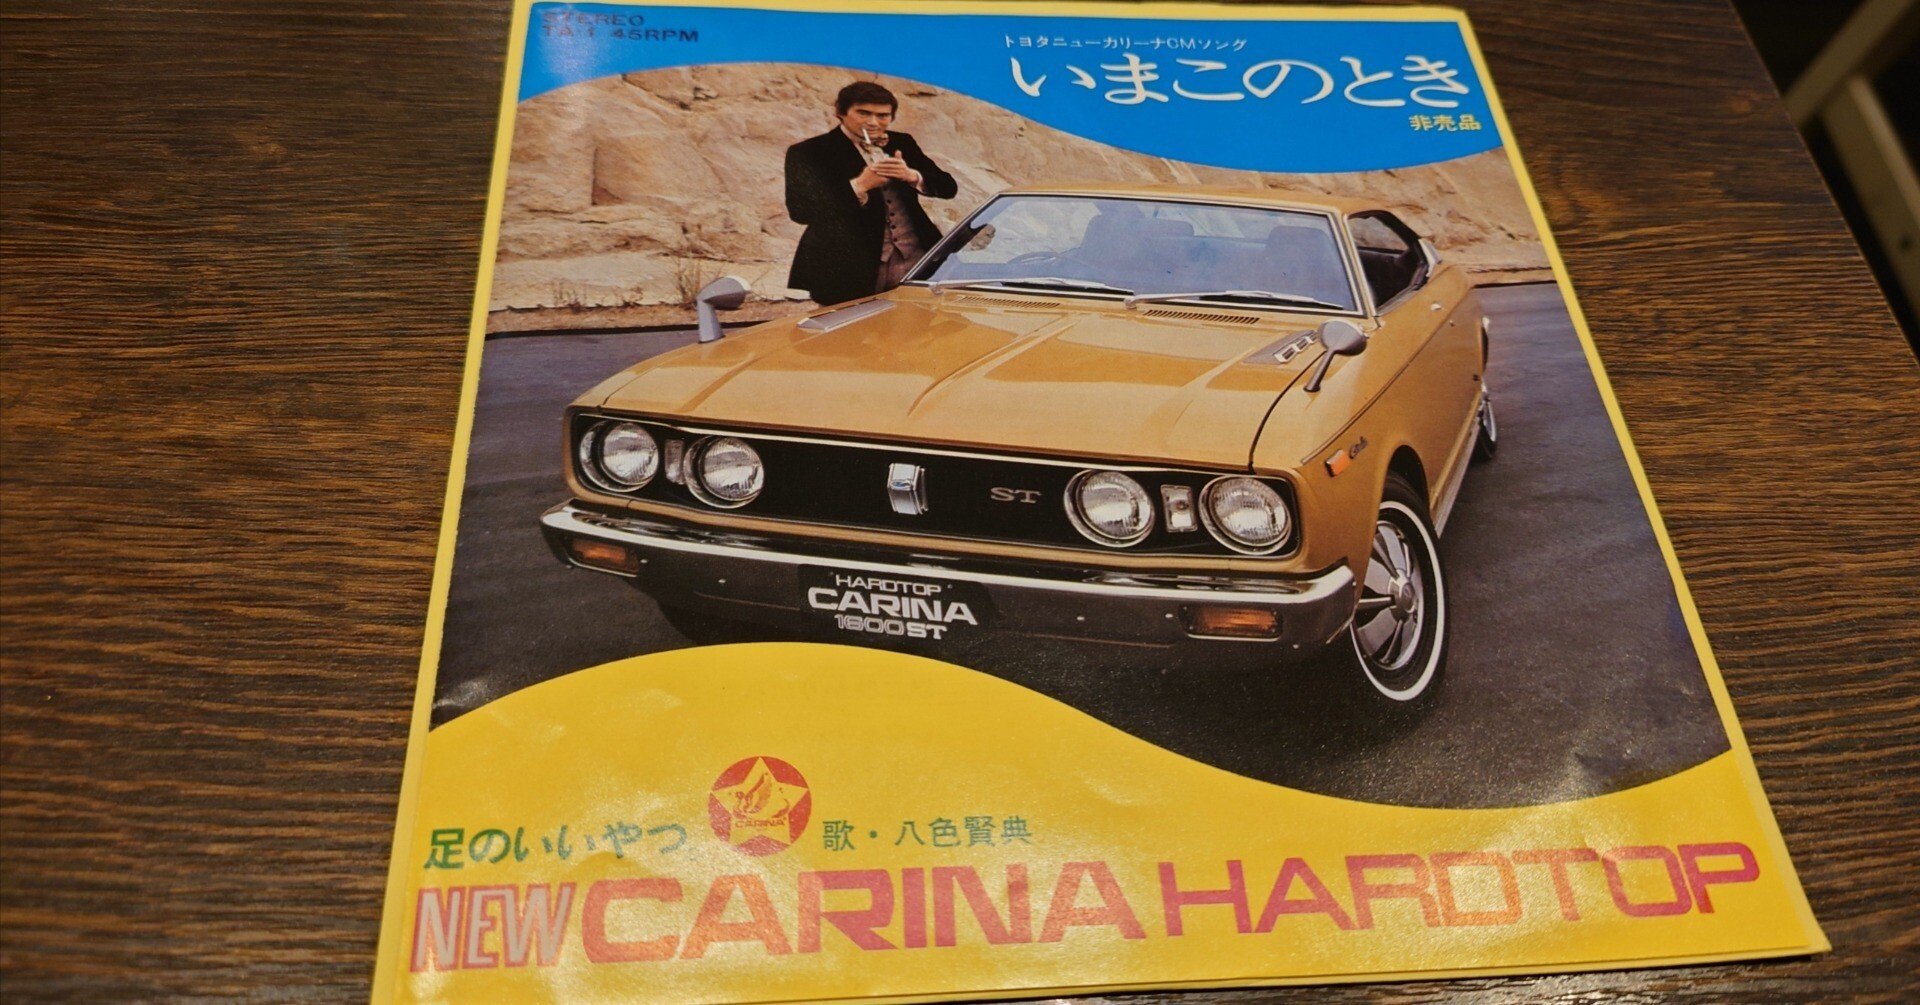 STEREO
TA-1 45RPM
トヨタニューカリーナCMソング
いまこのとき
非売品
ST
HARDTOP
CARINA
1600 ST
足のいいやつ
CARINA
歌・八色賢典
NEW CARINA HARDTOP